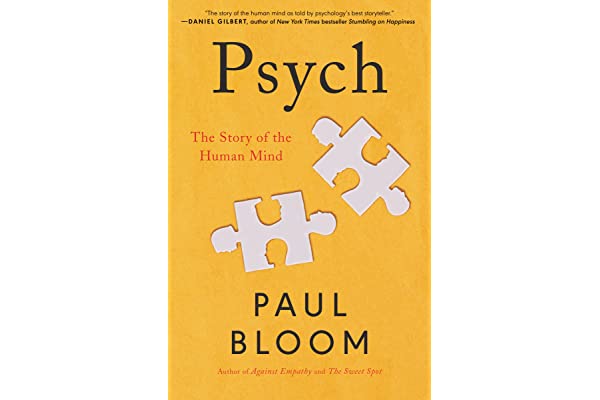 "The story of the human mind as told by psychology's best storyteller."
—DANIEL GILBERT, author of New York Times bestseller Stumbling on Happiness
Psych
The Story of the
Human Mind
PAUL
BLOOM
Author of Against Empathy and The Sweet Spot